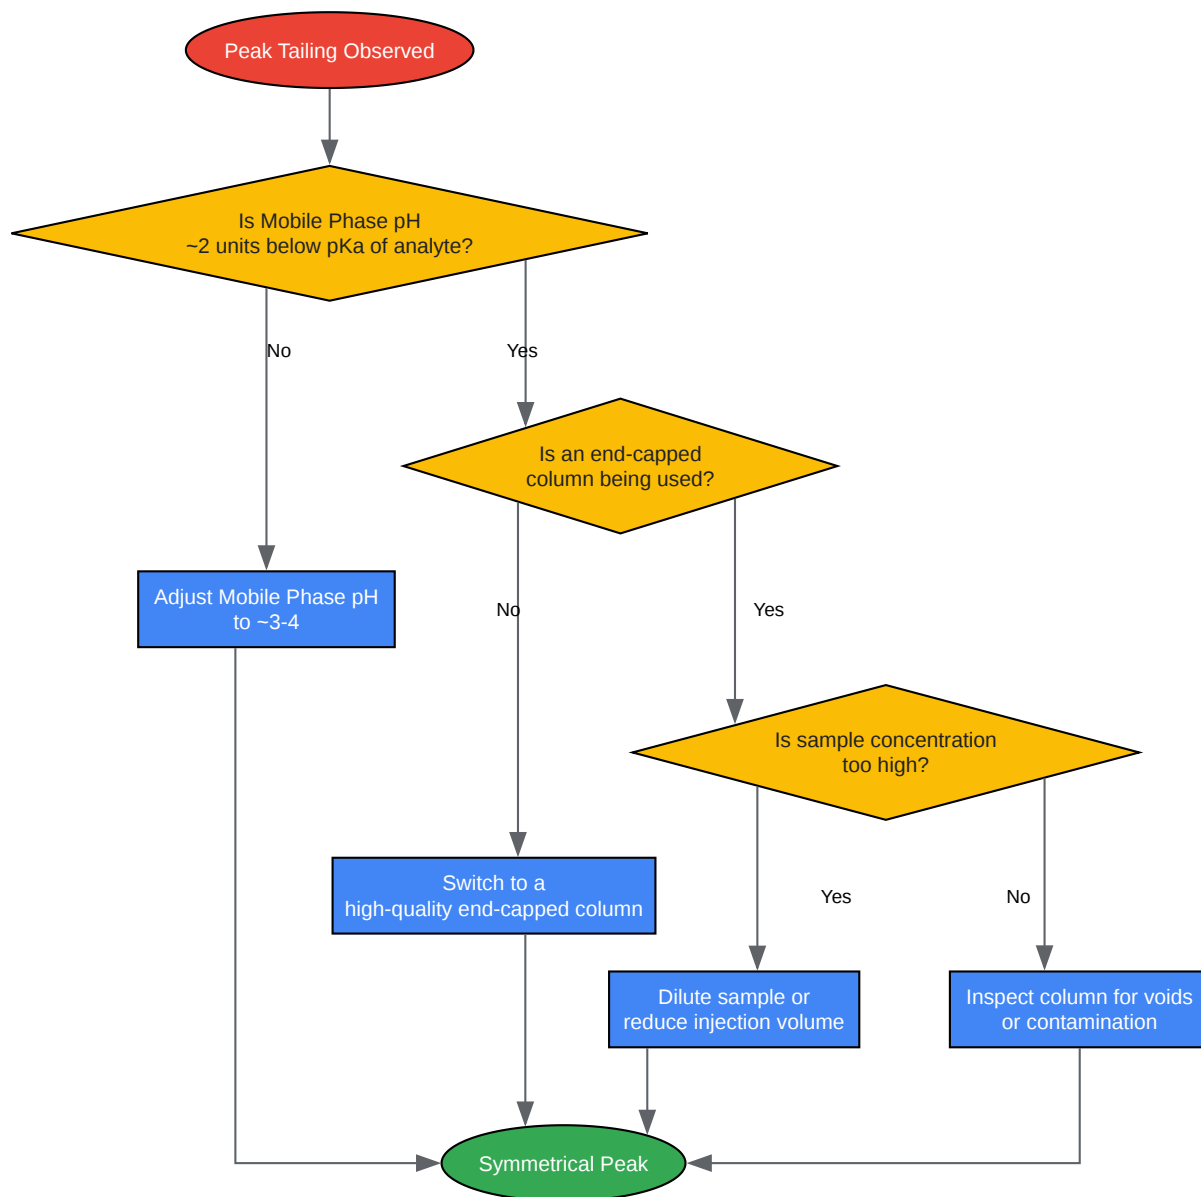 Peak Tailing Observed
Is Mobile Phase pH
~2 units below pKa of analyte?
No
Yes
Is an end-capped
column being used?
Adjust Mobile Phase pH
to ~3-4
No
Yes
Is sample concentration
too high?
Switch to a
high-quality end-capped column
Yes
No
Dilute sample or
reduce injection volume
Inspect column for voids
or contamination
Symmetrical Peak